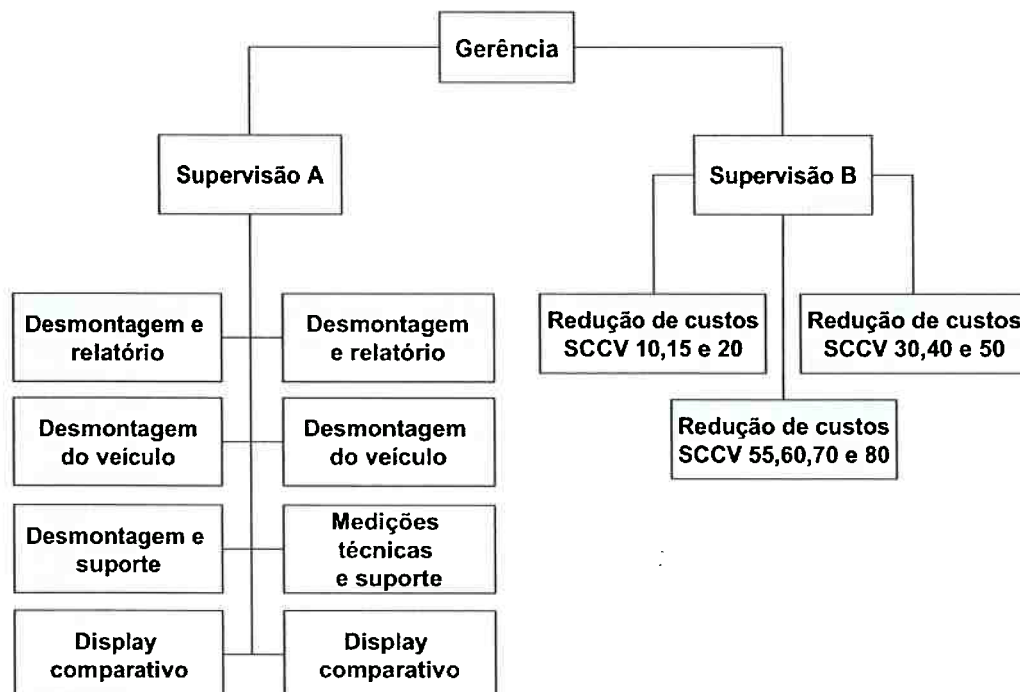 Gerência
Supervisão A
Supervisão B
Desmontagem e
relatório
Desmontagem
e relatório
Redução de custos
SCCV 10,15 e 20
Redução de custos
SCCV 30,40 e 50
Desmontagem
do veículo
Desmontagem
do veículo
Redução de custos
SCCV 55,60,70 e 80
Desmontagem e
suporte
Medições
técnicas
e suporte
Display
comparativo
Display
comparativo